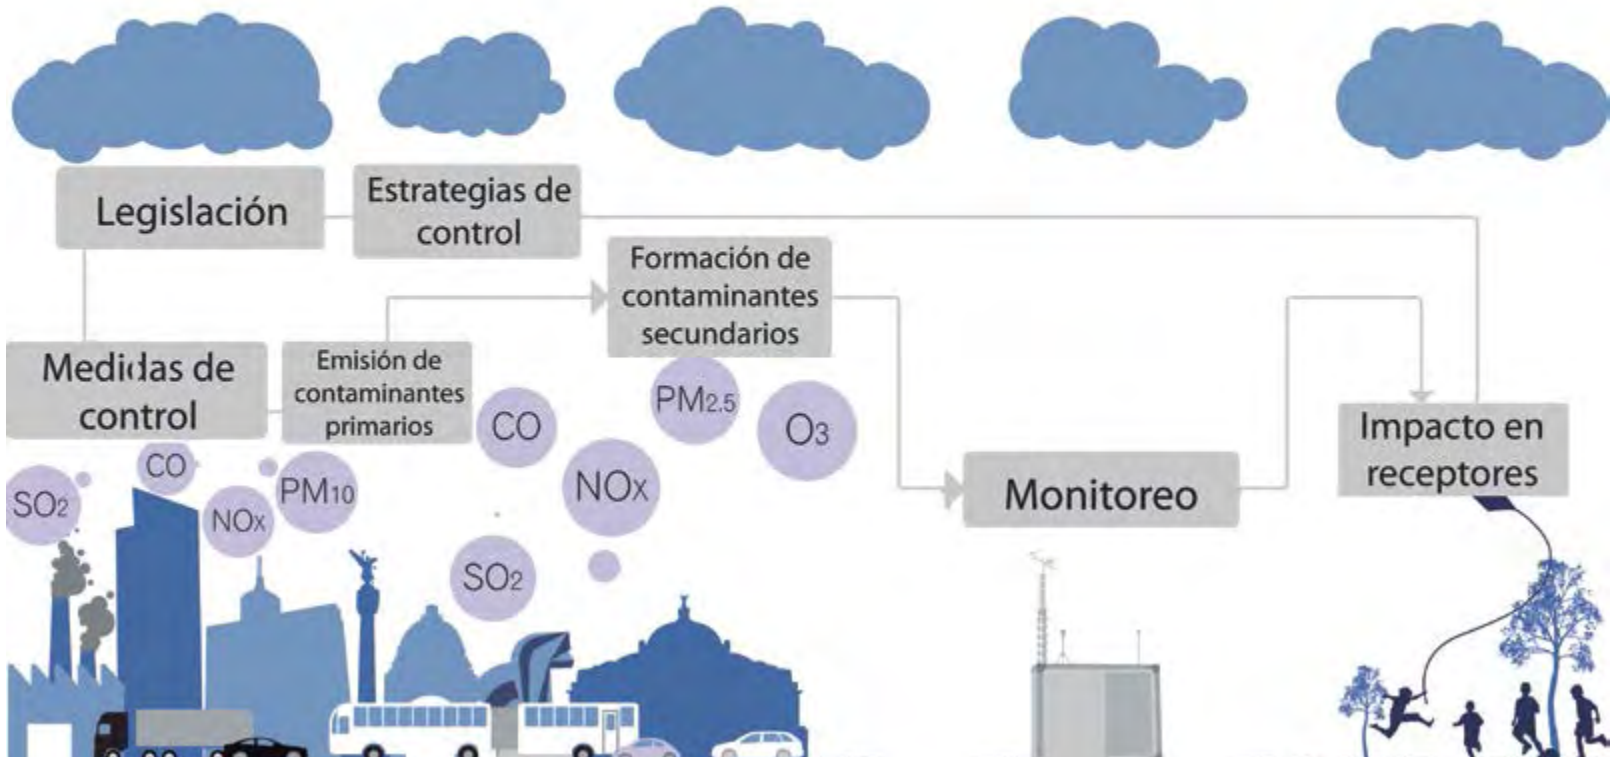 Legislación
Estrategias de
control
Formación de
contaminantes
secundarios
Medidas de
control
Emisión de
contaminantes
primarios
CO
PM2.5
O3
Impacto en
receptores
SO2
CO
NOx
PM10
NOx
Monitoreo
SO2